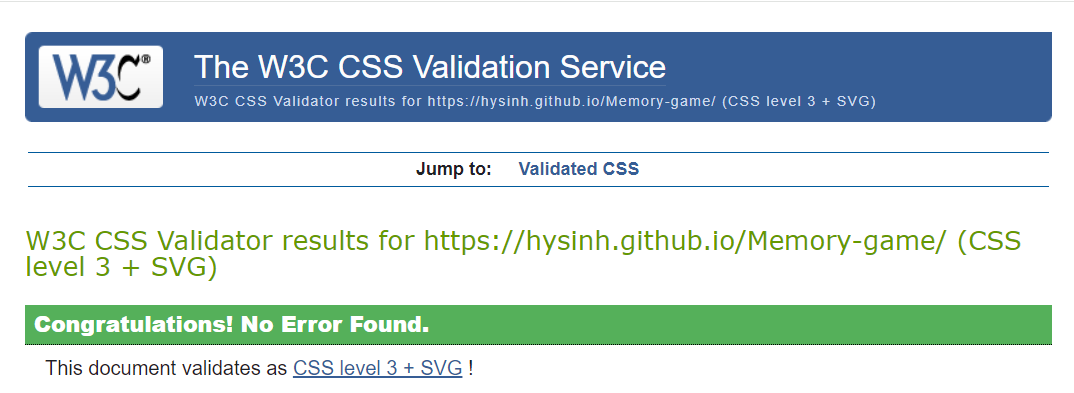 W3C®
The W3C CSS Validation Service
W3C CSS Validator results for https://hysinh.github.io/Memory-game/ (CSS level 3 + SVG)
Jump to: Validated CSS
W3C CSS Validator results for https://hysinh.github.io/Memory-game/ (CSS
level 3 + SVG)
Congratulations! No Error Found.
This document validates as CSS level 3 + SVG !